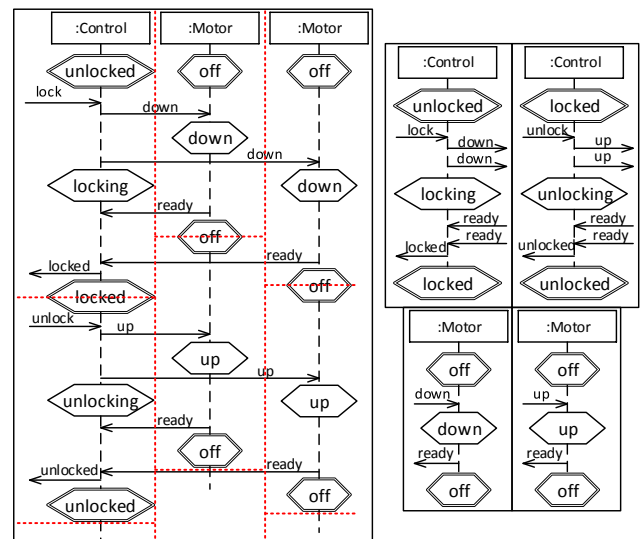 :Control :Motor :Motor
unlocked off off
lock
down
down
down
locking down
ready
off
ready
locked
off
locked
unlock
up
up
up
unlocking up
ready
off
unlocked ready
off
unlocked
:Control :Control
unlocked locked
lock unlock
down up
down up
locking unlocking
ready ready
ready ready
locked unlocked
locked unlocked
:Motor :Motor
off off
down up
down up
ready ready
off off